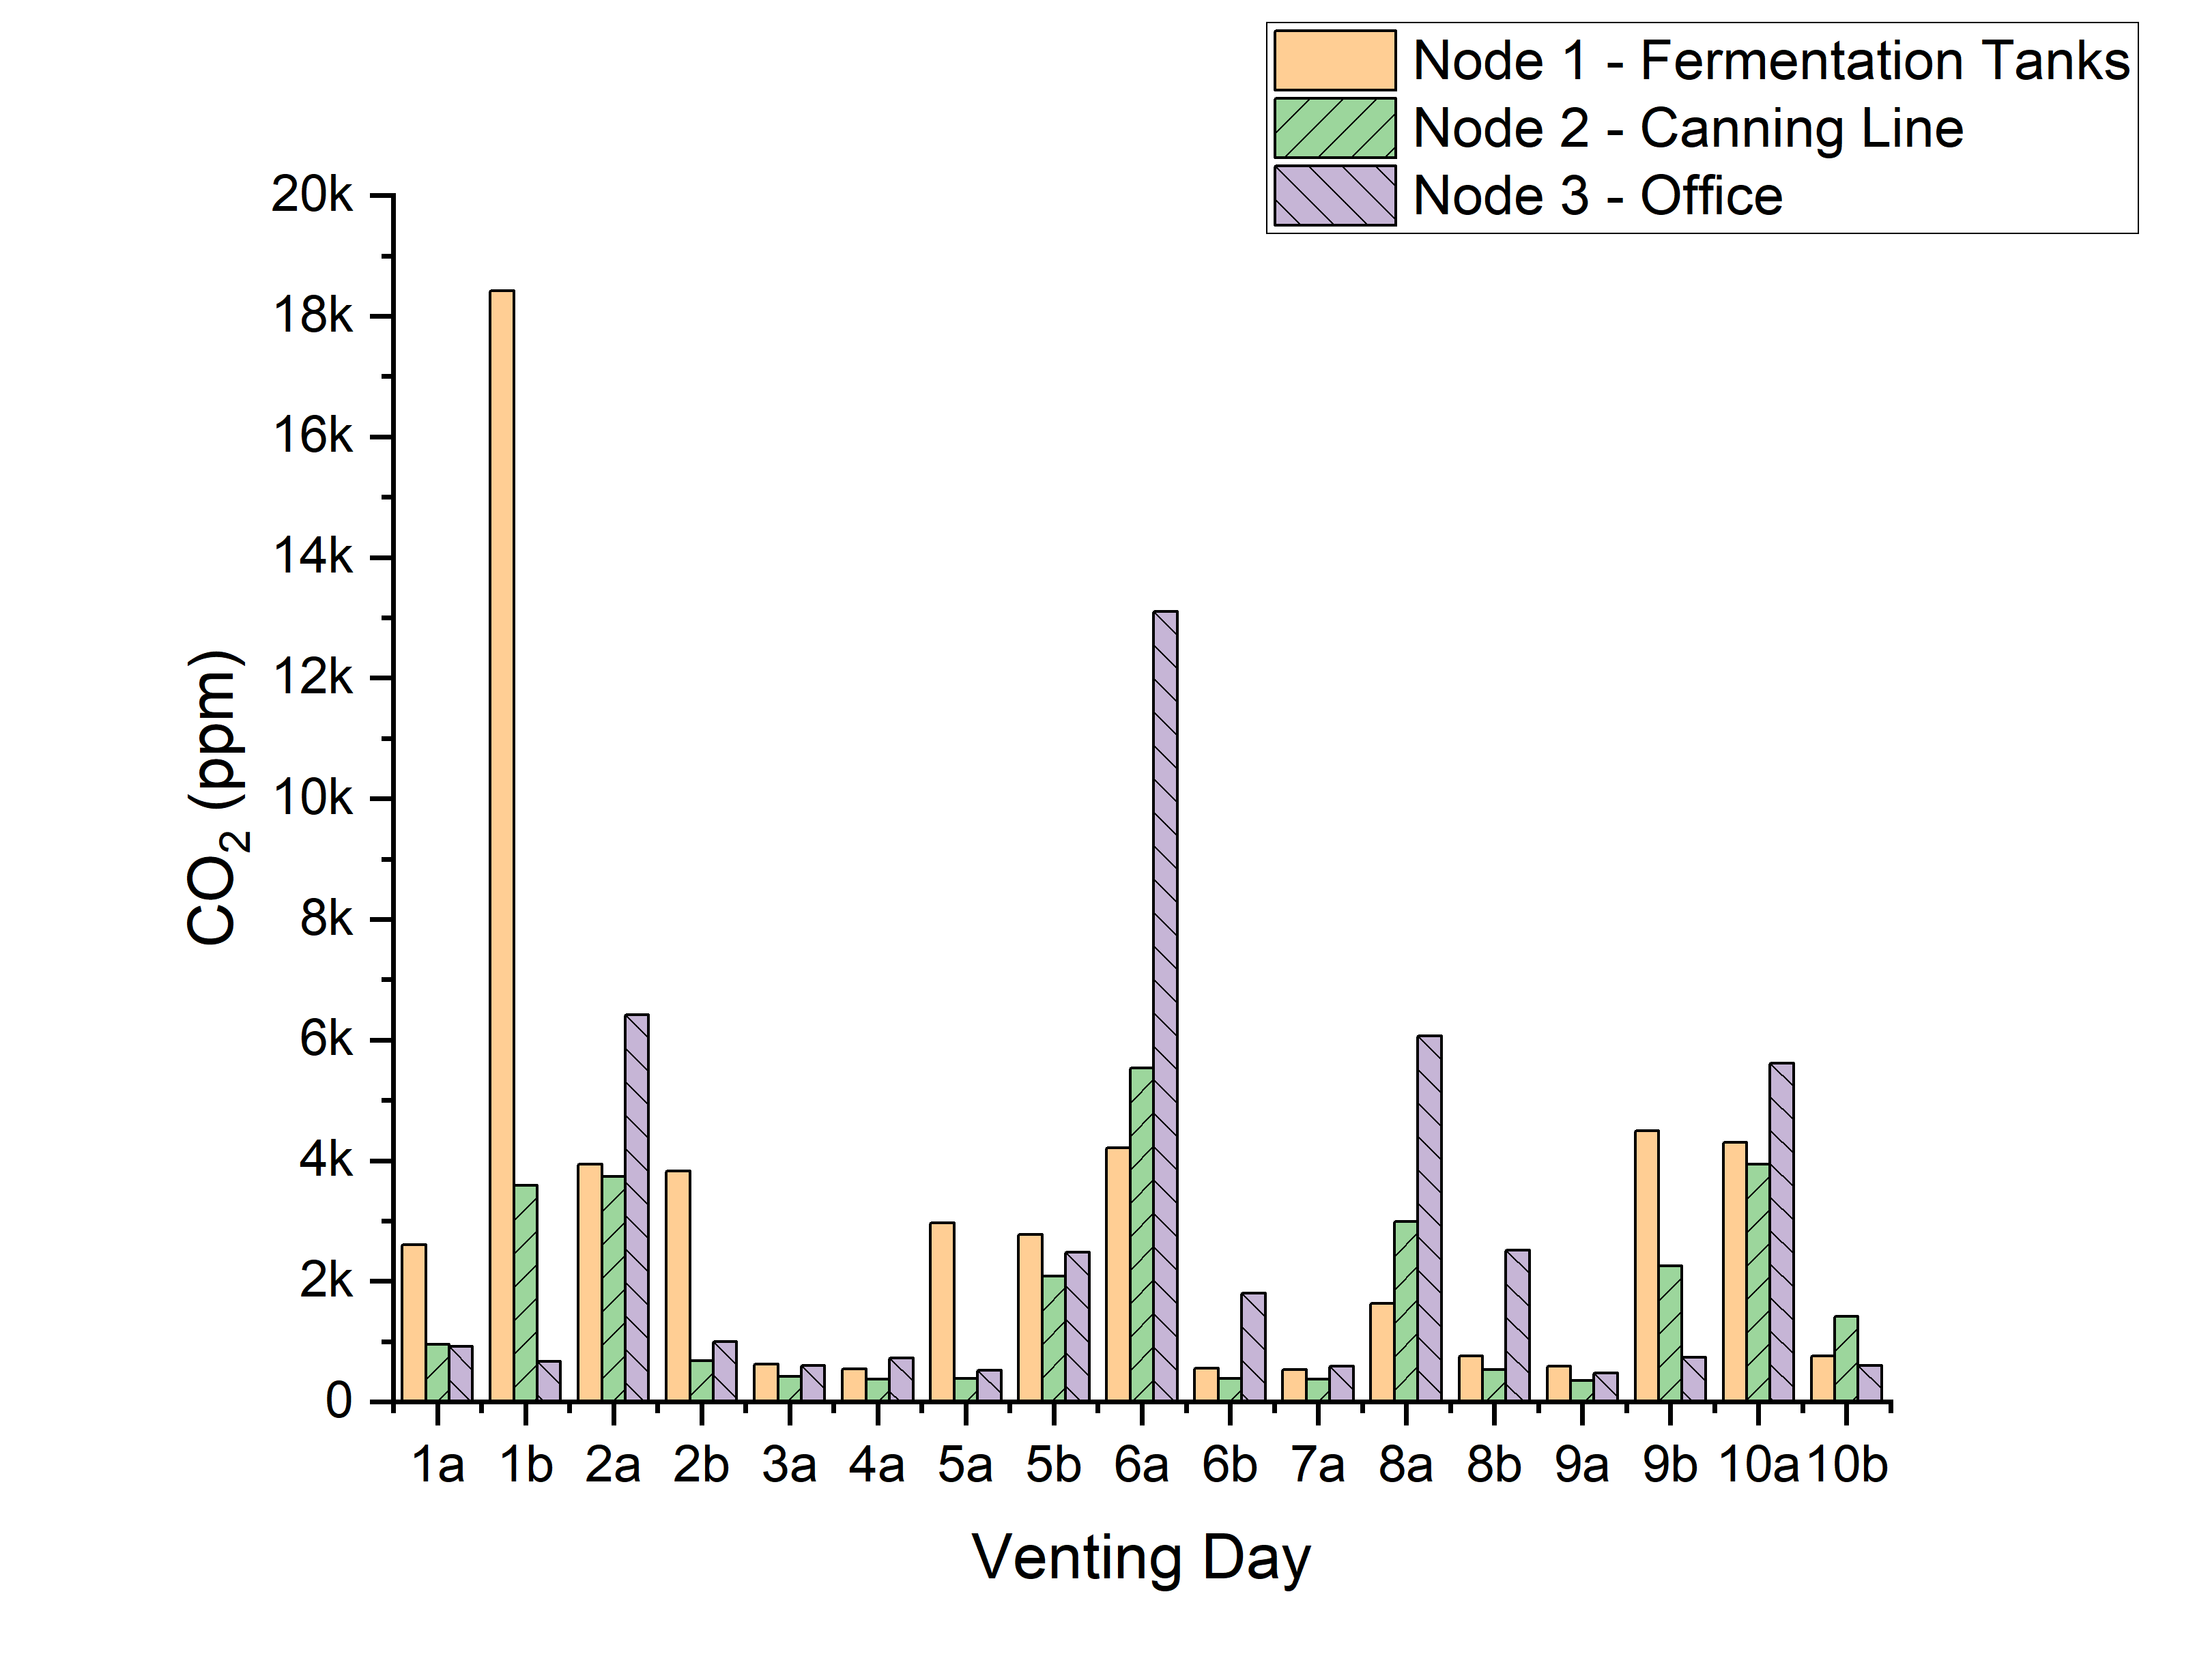 Node 1 - Fermentation Tanks
Node 2 - Canning Line
Node 3 - Office
20k
18k
16k
14k
12k
10k
8k
6k
4k
2k
0
CO₂ (ppm)
1a 1b 2a 2b 3a 4a 5a 5b 6a 6b 7a 8a 8b 9a 9b 10a 10b
Venting Day